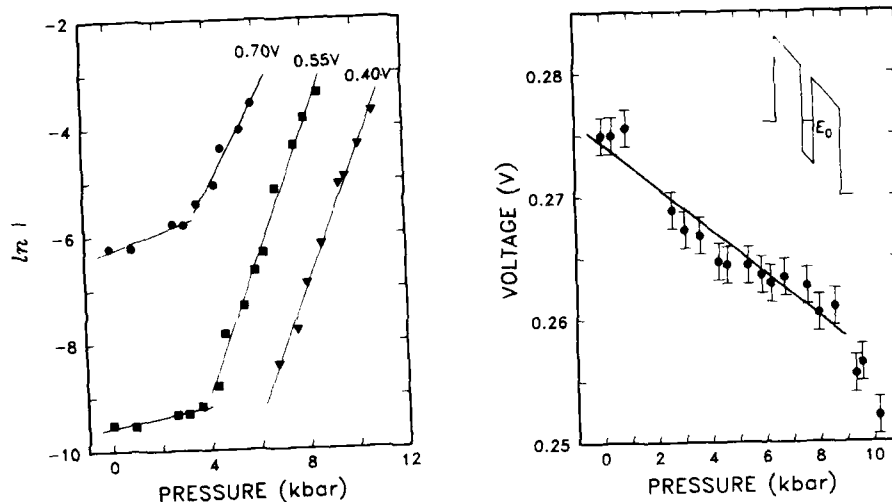 -2
-4
-6
-8
-10
ln I
0.70V
0.55V
0.40V
0
4
8
12
PRESSURE (kbar)
0.28
0.27
0.26
0.25
VOLTAGE (V)
E₀
0
2
4
6
8
10
PRESSURE (kbar)